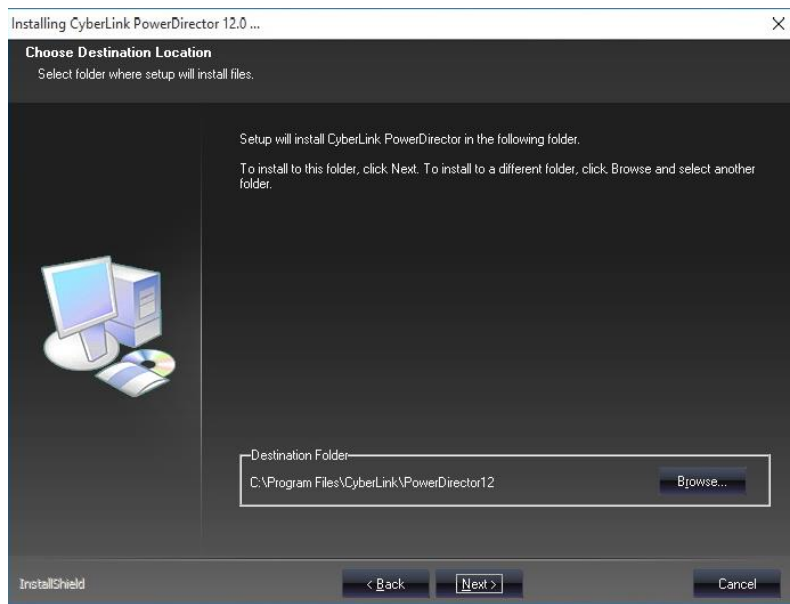 Installing CyberLink PowerDirector 12.0 ...
Choose Destination Location
Select folder where setup will install files.
Setup will install CyberLink PowerDirector in the following folder.
To install to this folder, click Next. To install to a different folder, click Browse and select another
folder.
Destination Folder
C:\Program Files\CyberLink\PowerDirector12
Browse...
InstallShield
< Back
Next >
Cancel